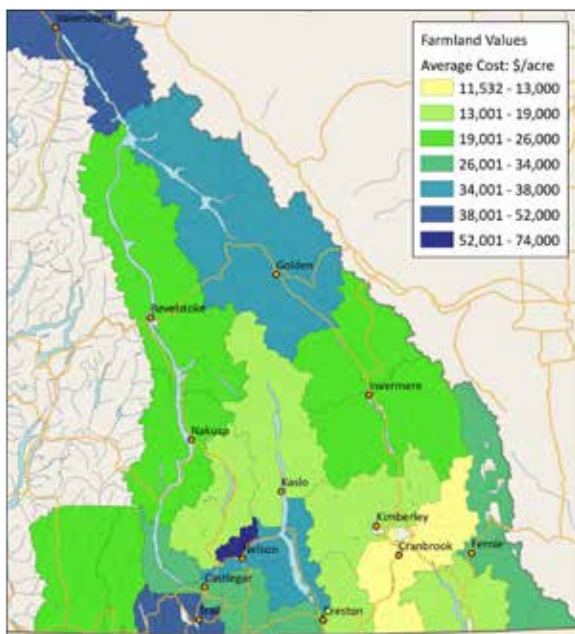 Valemount
Farmland Values
Average Cost: $/acre
11,532 - 13,000
13,001 - 19,000
19,001 - 26,000
26,001 - 34,000
34,001 - 38,000
38,001 - 52,000
52,001 - 74,000
Golden
Revelstoke
Invermere
Nakusp
Kaslo
Kimberley
Nelson
Cranbrook
Fernie
Castlegar
Trail
Creston